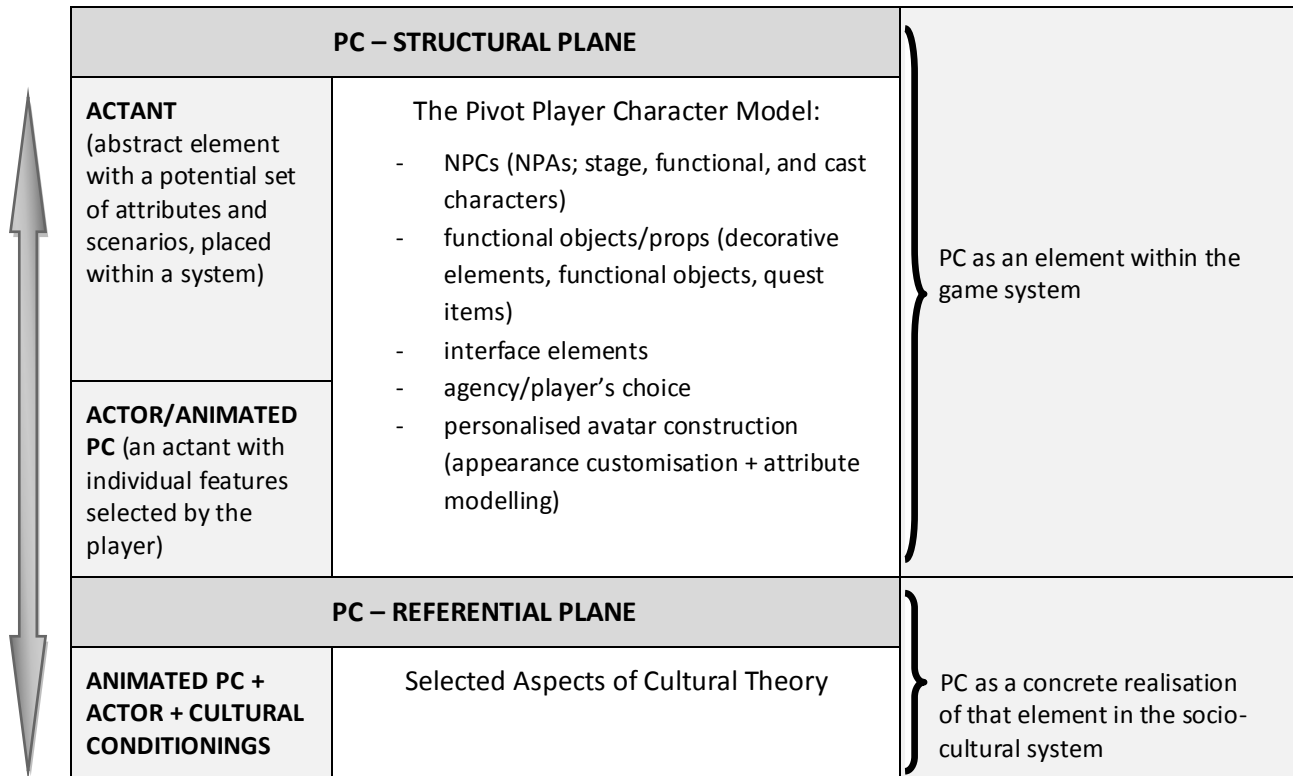 PC – STRUCTURAL PLANE
ACTANT
(abstract element
with a potential set
of attributes and
scenarios, placed
within a system)
The Pivot Player Character Model:
- NPCs (NPAs; stage, functional, and cast
characters)
- functional objects/props (decorative
elements, functional objects, quest
items)
- interface elements
- agency/player’s choice
- personalised avatar construction
(appearance customisation + attribute
modelling)
PC as an element within the
game system
ACTOR/ANIMATED
PC (an actant with
individual features
selected by the
player)
PC – REFERENTIAL PLANE
ANIMATED PC +
ACTOR + CULTURAL
CONDITIONINGS
Selected Aspects of Cultural Theory
PC as a concrete realisation
of that element in the socio-
cultural system